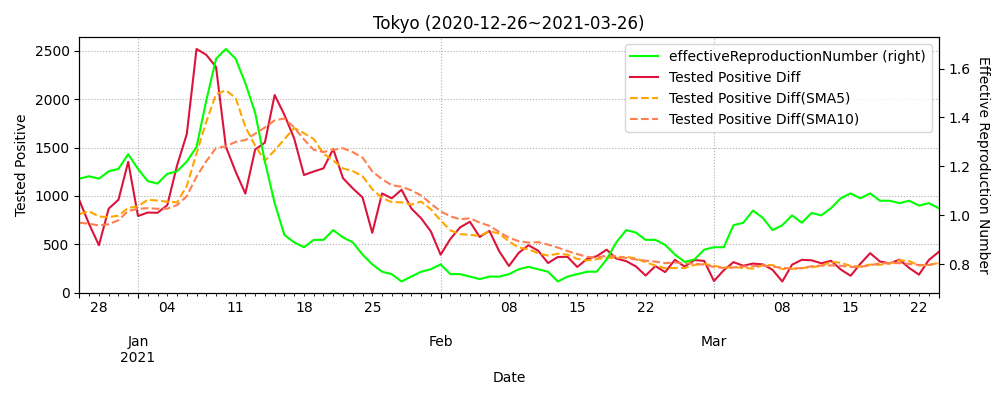 Tokyo (2020-12-26~2021-03-26)
effectiveReproductionNumber (right)
Tested Positive Diff
Tested Positive Diff(SMA5)
Tested Positive Diff(SMA10)
Tested Positive
2500
2000
1500
1000
500
0
Effective Reproduction Number
1.6
1.4
1.2
1.0
0.8
28 04 11 18 25 08 15 22 08 15 22
Jan Feb Mar
2021
Date